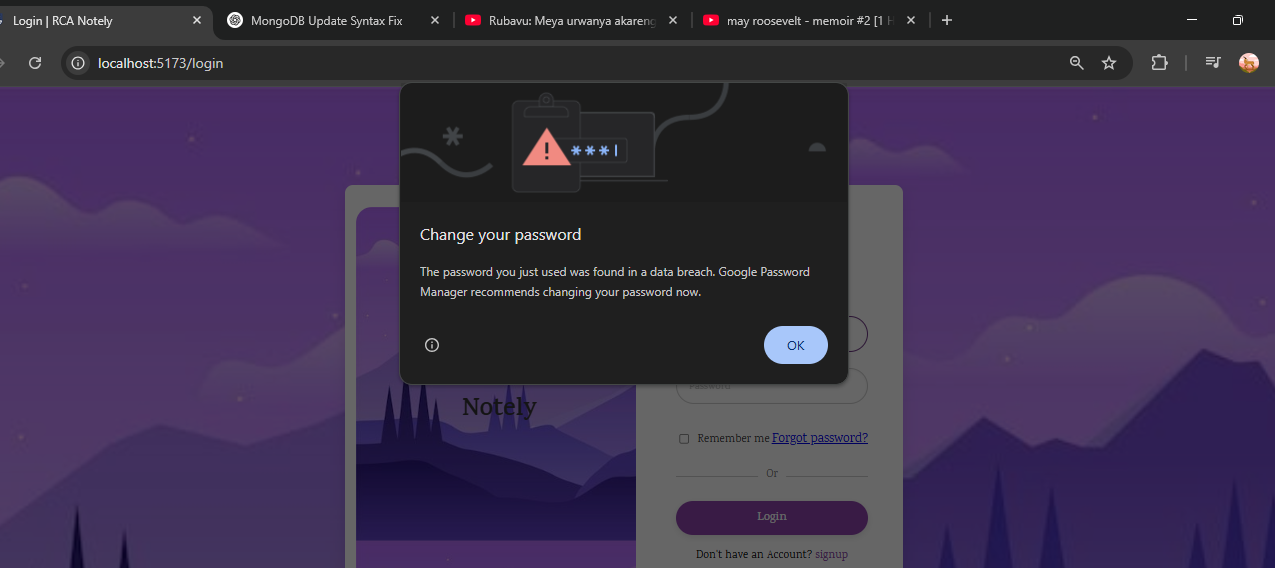 Login | RCA Notely
MongoDB Update Syntax Fix
Rubavu: Meya urwanya akareng
may roosevelt - memoir #2 [1 H
localhost:5173/login
***|
Change your password
The password you just used was found in a data breach. Google Password
Manager recommends changing your password now.
OK
Password
Notely
Remember me Forgot password?
Or
Login
Don't have an Account? signup